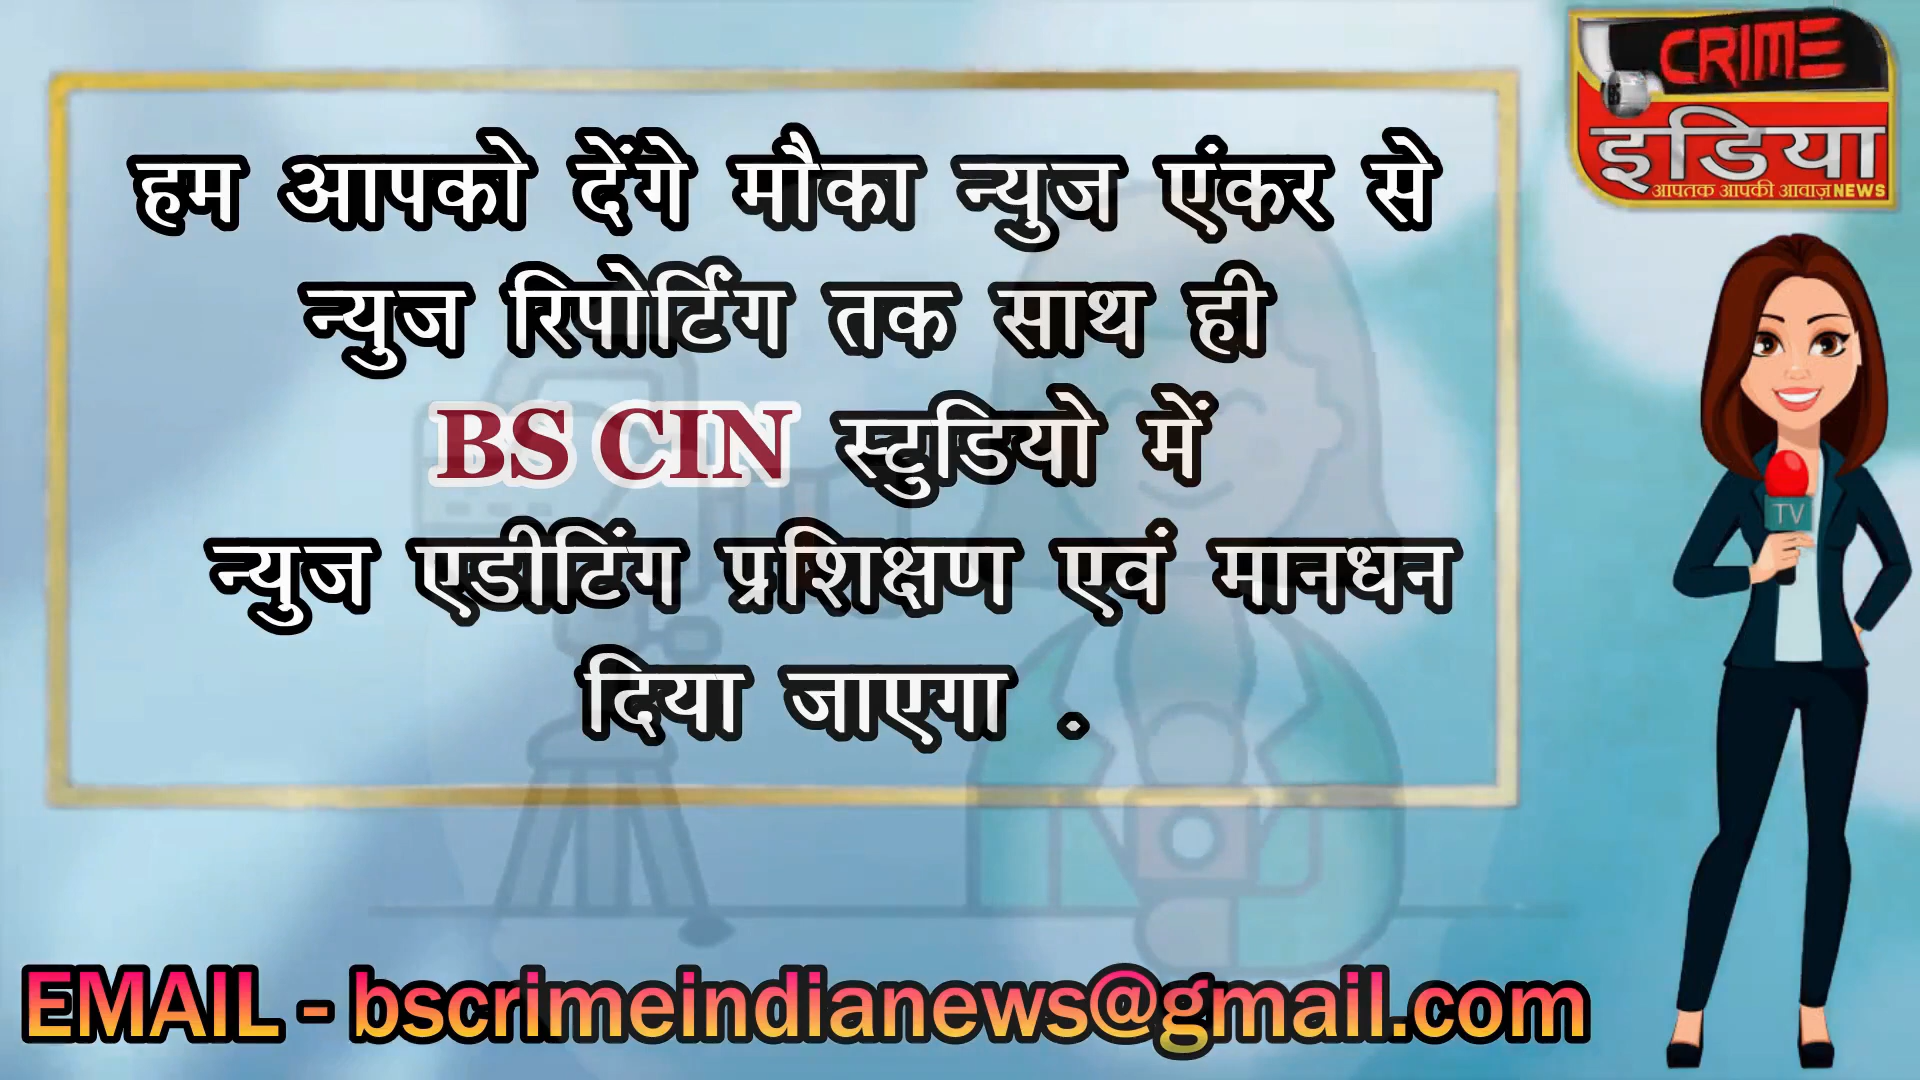 CRIME
इंडिया
आपतक आपकी आवाज़ NEWS
हम आपको देंगे मौका न्युज एंकर से
न्युज रिपोर्टिंग तक साथ ही
BS CIN स्टुडियो में
न्युज एडीटिंग प्रशिक्षण एवं मानधन
दिया जाएगा .
TV
EMAIL - bscrimeindianews@gmail.com